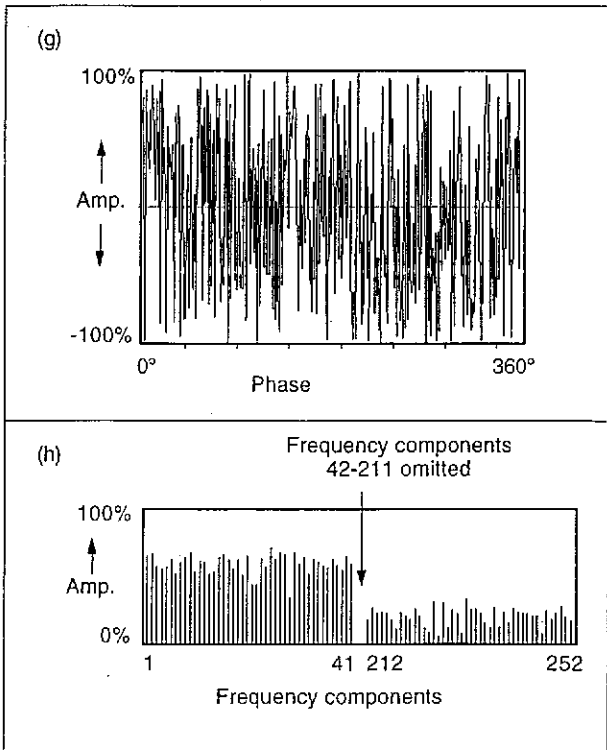 (g)
100%
Amp.
-100%
0°
360°
Phase
(h)
Frequency components
42-211 omitted
100%
Amp.
0%
1
41
212
252
Frequency components